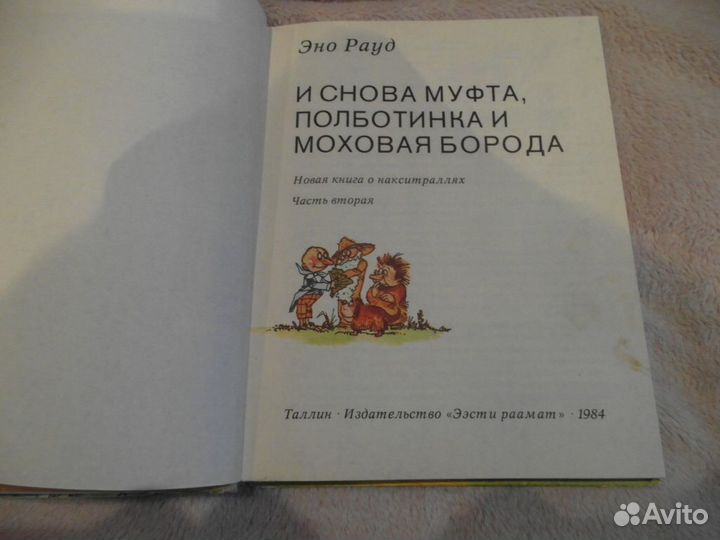 Эно Рауд
И СНОВА МУФТА,
ПОЛБОТИНКА И
МОХОВАЯ БОРОДА
Новая книга о накситраллях
Часть вторая
Таллин · Издательство «Ээсти раамат» · 1984
Avito